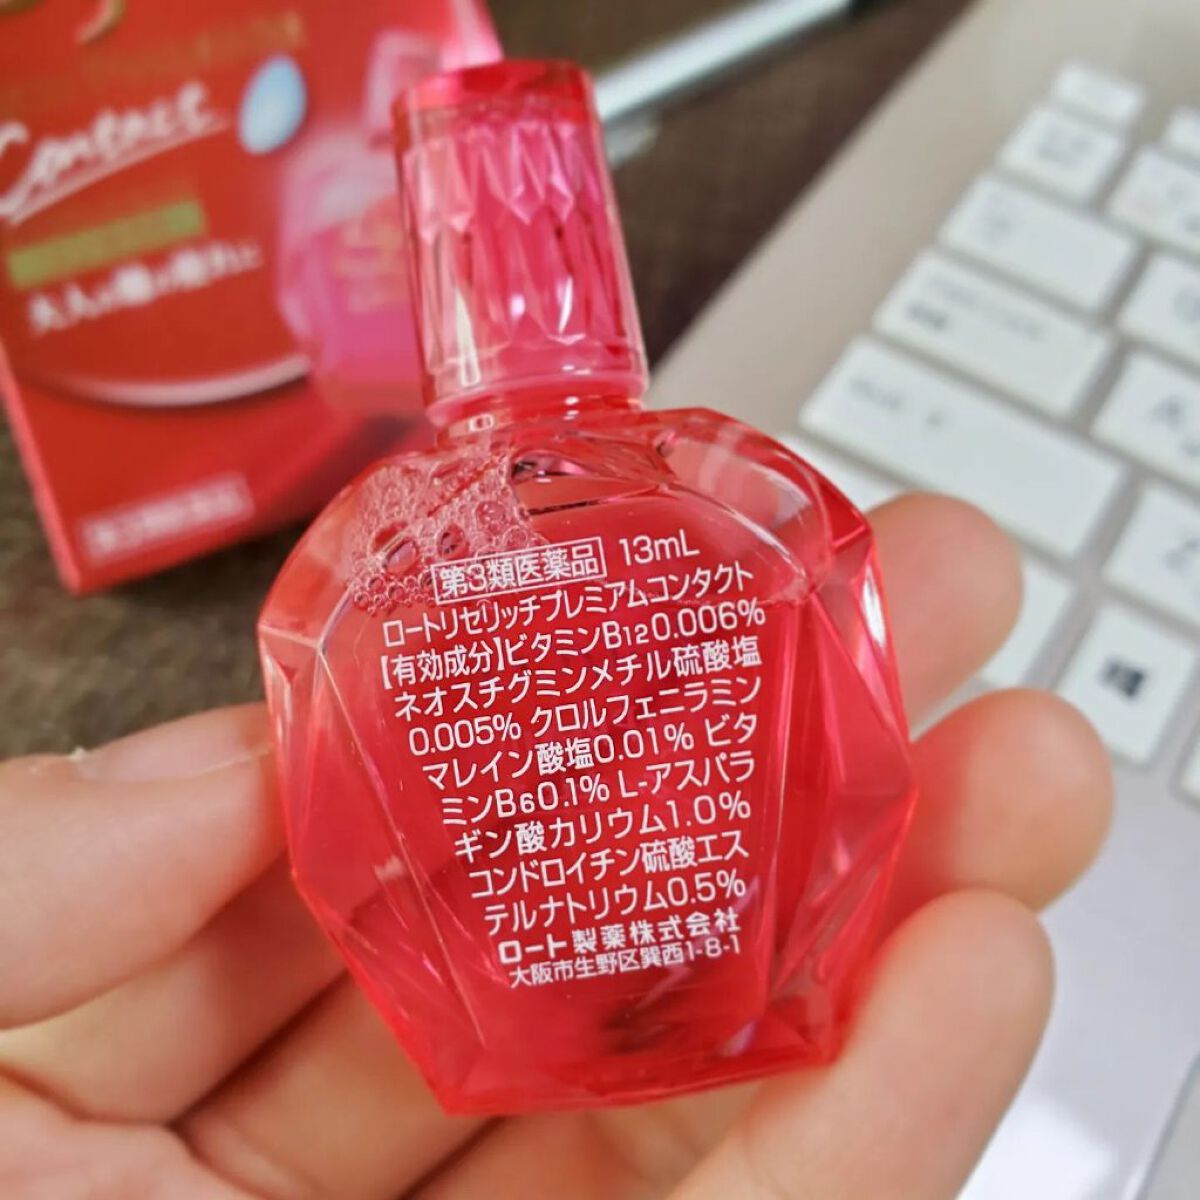 Contact
第3類医薬品 13mL
ロートリセリッチプレミアムコンタクト
【有効成分】ビタミンB12 0.006%
ネオスチグミンメチル硫酸塩
0.005% クロルフェニラミン
マレイン酸塩0.01% ビタ
ミンB6 0.1% L-アスパラ
ギン酸カリウム1.0%
コンドロイチン硫酸エス
テルナトリウム0.5%
ロート製薬株式会社
大阪市生野区巽西1-8-1